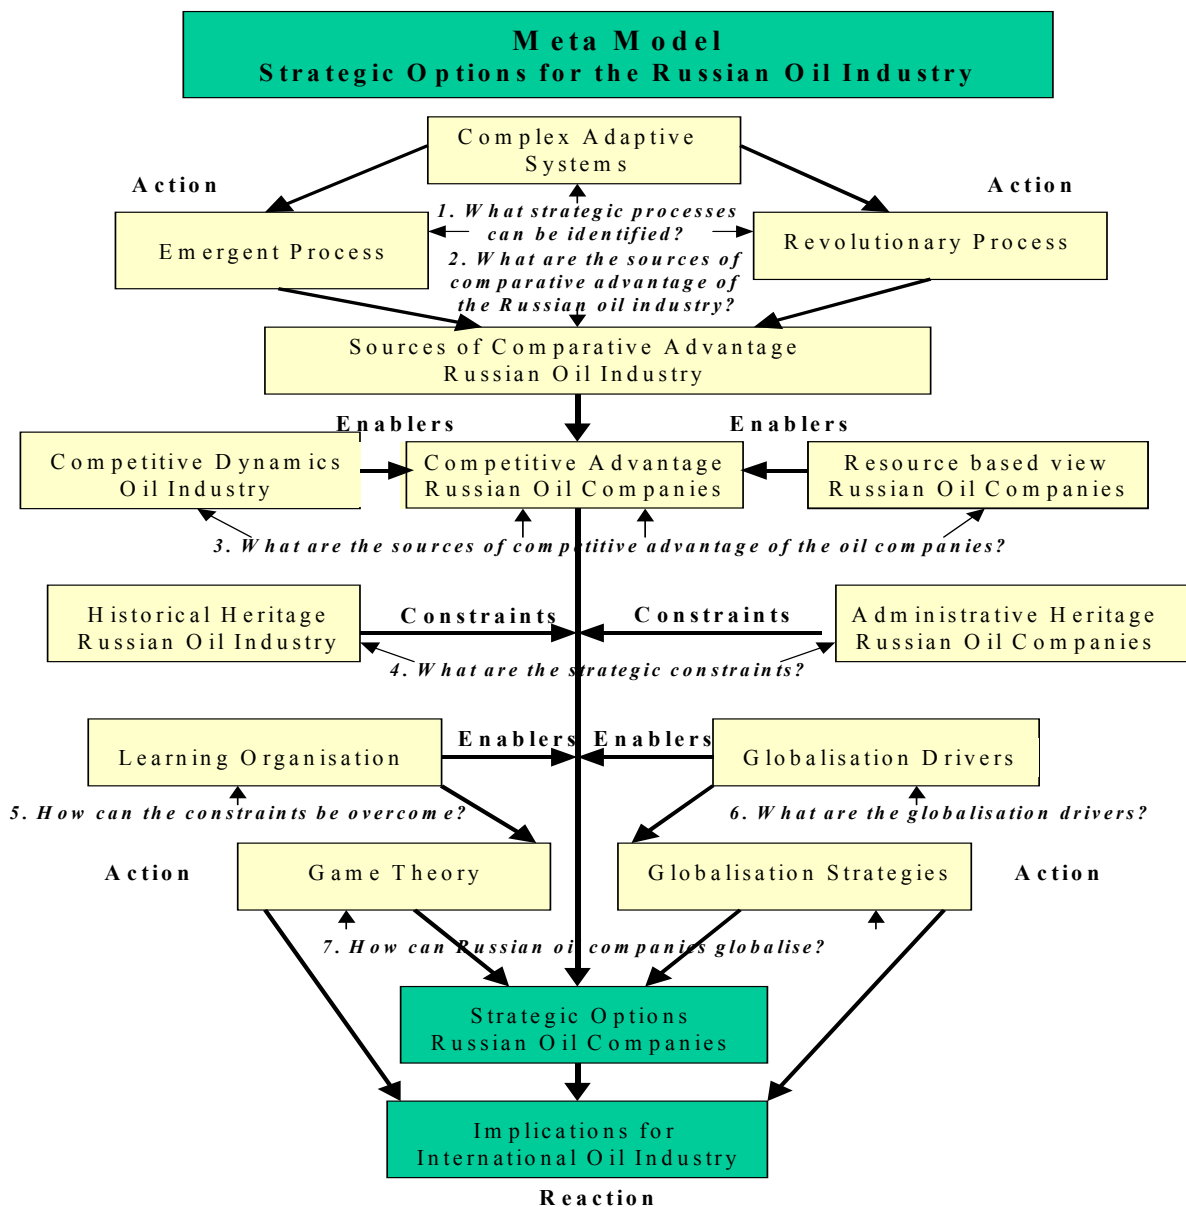 Meta Model
Strategic Options for the Russian Oil Industry
Complex Adaptive
Systems
Action
Action
1. What strategic processes
can be identified?
Emergent Process
Revolutionary Process
2. What are the sources of
comparative advantage of
the Russian oil industry?
Sources of Comparative Advantage
Russian Oil Industry
Enablers
Enablers
Competitive Dynamics
Oil Industry
Competitive Advantage
Russian Oil Companies
Resource based view
Russian Oil Companies
3. What are the sources of competitive advantage of the oil companies?
Historical Heritage
Russian Oil Industry
Constraints
Constraints
Administrative Heritage
Russian Oil Companies
4. What are the strategic constraints?
Learning Organisation
Enablers
Enablers
Globalisation Drivers
5. How can the constraints be overcome?
6. What are the globalisation drivers?
Action
Game Theory
Globalisation Strategies
Action
7. How can Russian oil companies globalise?
Strategic Options
Russian Oil Companies
Implications for
International Oil Industry
Reaction